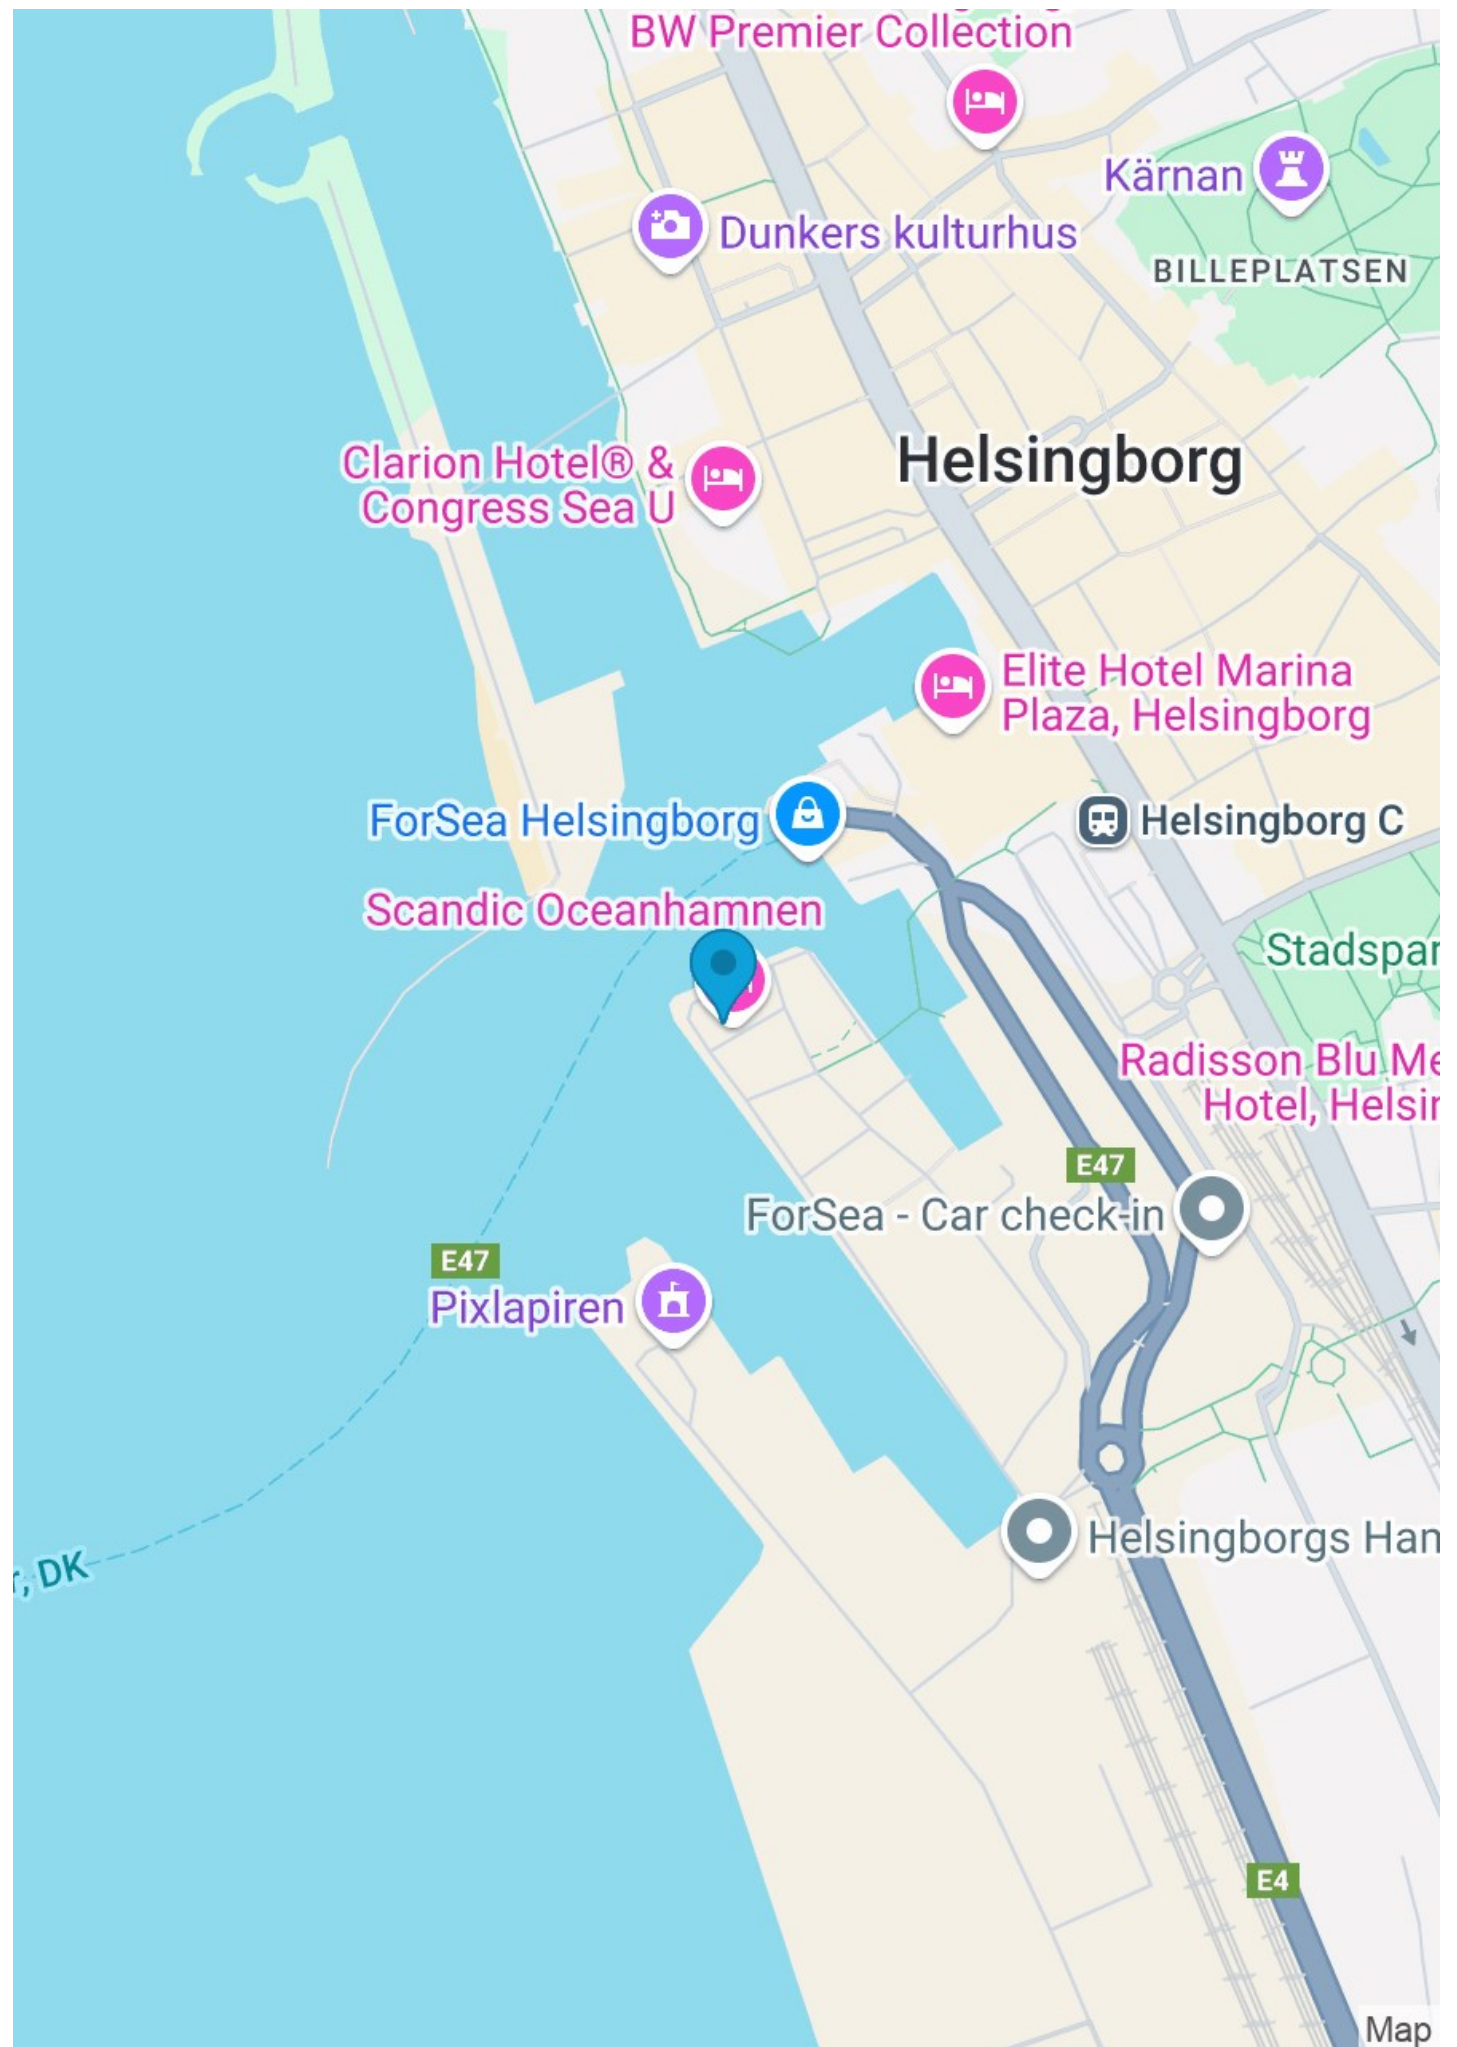 BW Premier Collection
Kärnan
Dunkers kulturhus
BILLEPLATSEN
Clarion Hotel® &
Congress Sea U
Helsingborg
Elite Hotel Marina
Plaza, Helsingborg
ForSea Helsingborg
Helsingborg C
Scandic Oceanhamnen
Stadspar
Radisson Blu Me
Hotel, Helsin
E47
ForSea - Car check-in
E47
Pixlapiren
Helsingborgs Han
r, DK
E4
Map